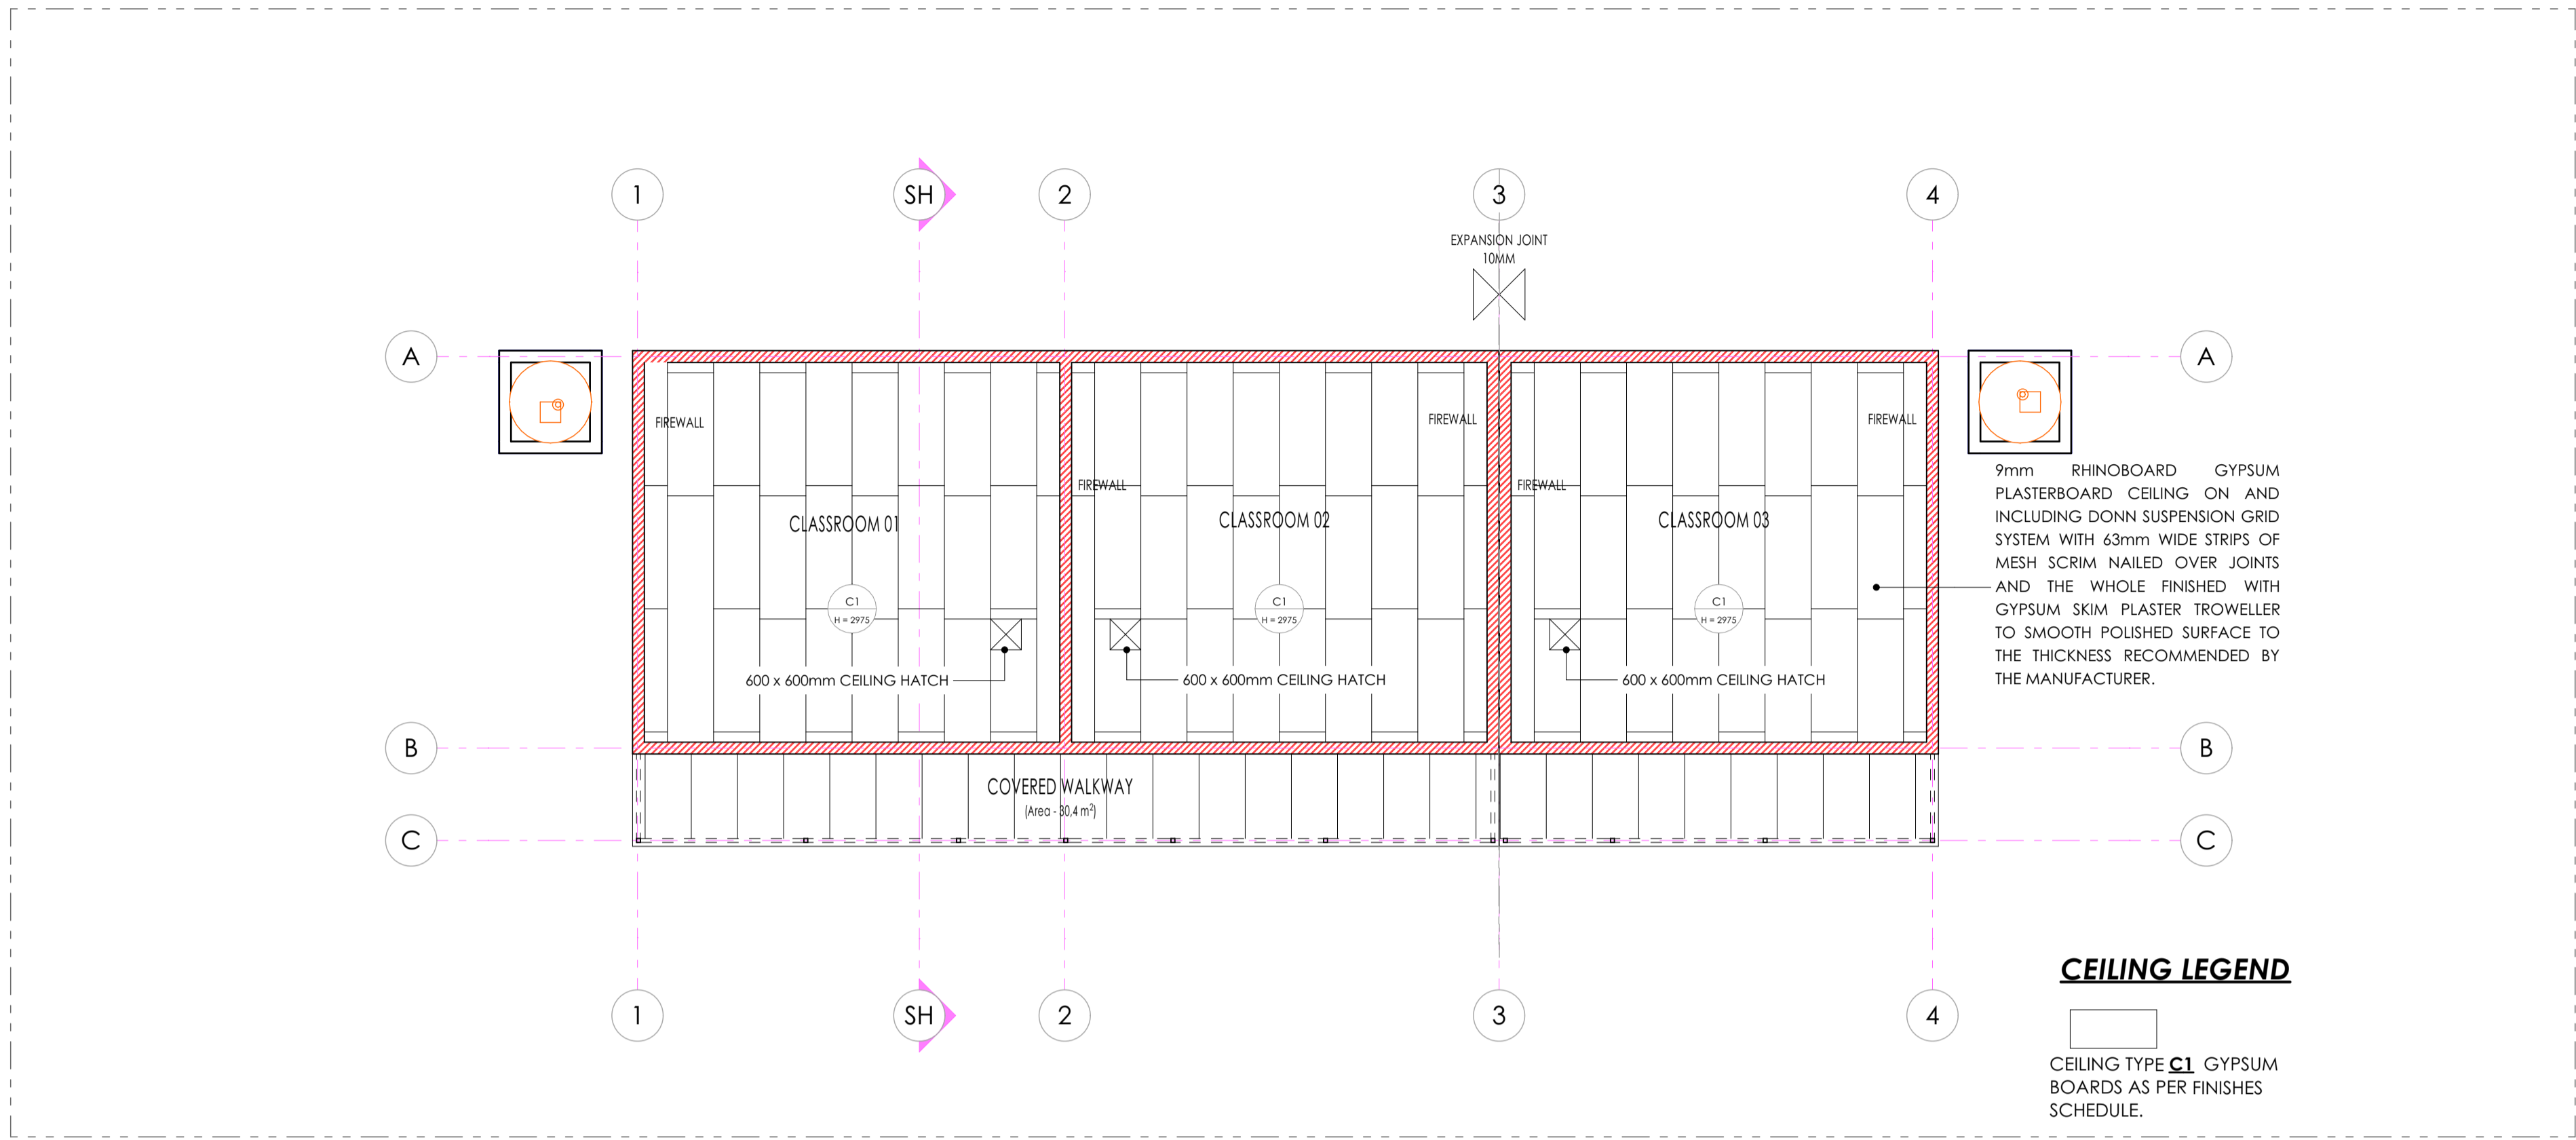 1
SH
2
3
4
EXPANSION JOINT
10MM
A
A
FIREWALL
FIREWALL
FIREWALL
FIREWALL
FIREWALL
CLASSROOM 01
CLASSROOM 02
CLASSROOM 03
9mm RHINOBOARD GYPSUM
PLASTERBOARD CEILING ON AND
INCLUDING DONN SUSPENSION GRID
SYSTEM WITH 63mm WIDE STRIPS OF
MESH SCRIM NAILED OVER JOINTS
AND THE WHOLE FINISHED WITH
GYPSUM SKIM PLASTER TROWELLER
TO SMOOTH POLISHED SURFACE TO
THE THICKNESS RECOMMENDED BY
THE MANUFACTURER.
C1
H = 2975
C1
H = 2975
C1
H = 2975
600 x 600mm CEILING HATCH
600 x 600mm CEILING HATCH
600 x 600mm CEILING HATCH
B
B
COVERED WALKWAY
(Area - 30,4 m²)
C
C
1
SH
2
3
4
CEILING LEGEND
CEILING TYPE C1 GYPSUM
BOARDS AS PER FINISHES
SCHEDULE.